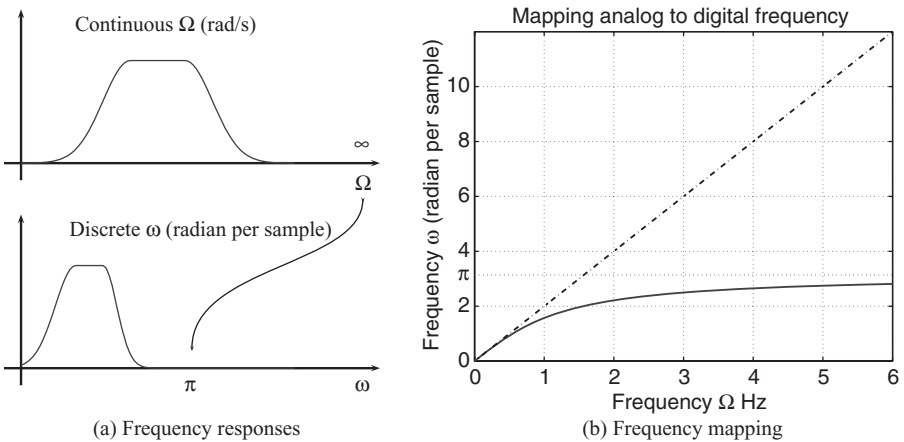 Continuous Ω (rad/s)
∞
Ω
Discrete ω (radian per sample)
π
ω
(a) Frequency responses
Mapping analog to digital frequency
Frequency ω (radian per sample)
10
8
6
4
π
2
0
0 1 2 3 4 5 6
Frequency Ω Hz
(b) Frequency mapping